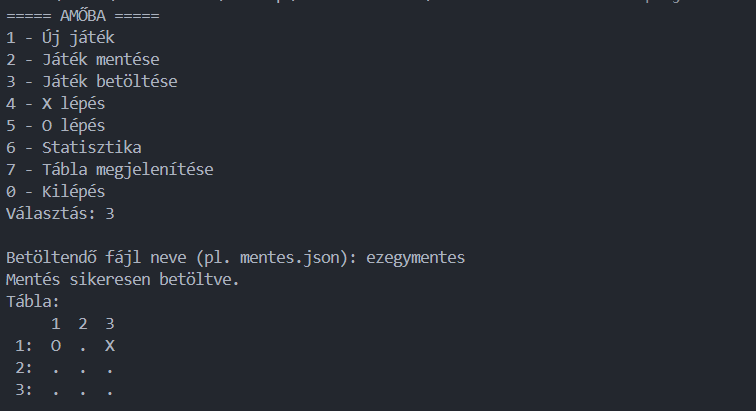 ===== AMŐBA =====
1 - Új játék
2 - Játék mentése
3 - Játék betöltése
4 - X lépés
5 - O lépés
6 - Statisztika
7 - Tábla megjelenítése
0 - Kilépés
Választás: 3

Betöltendő fájl neve (pl. mentes.json): ezegymentes
Mentés sikeresen betöltve.
Tábla:
     1  2  3
 1:  O  .  X
 2:  .  .  .
 3:  .  .  .